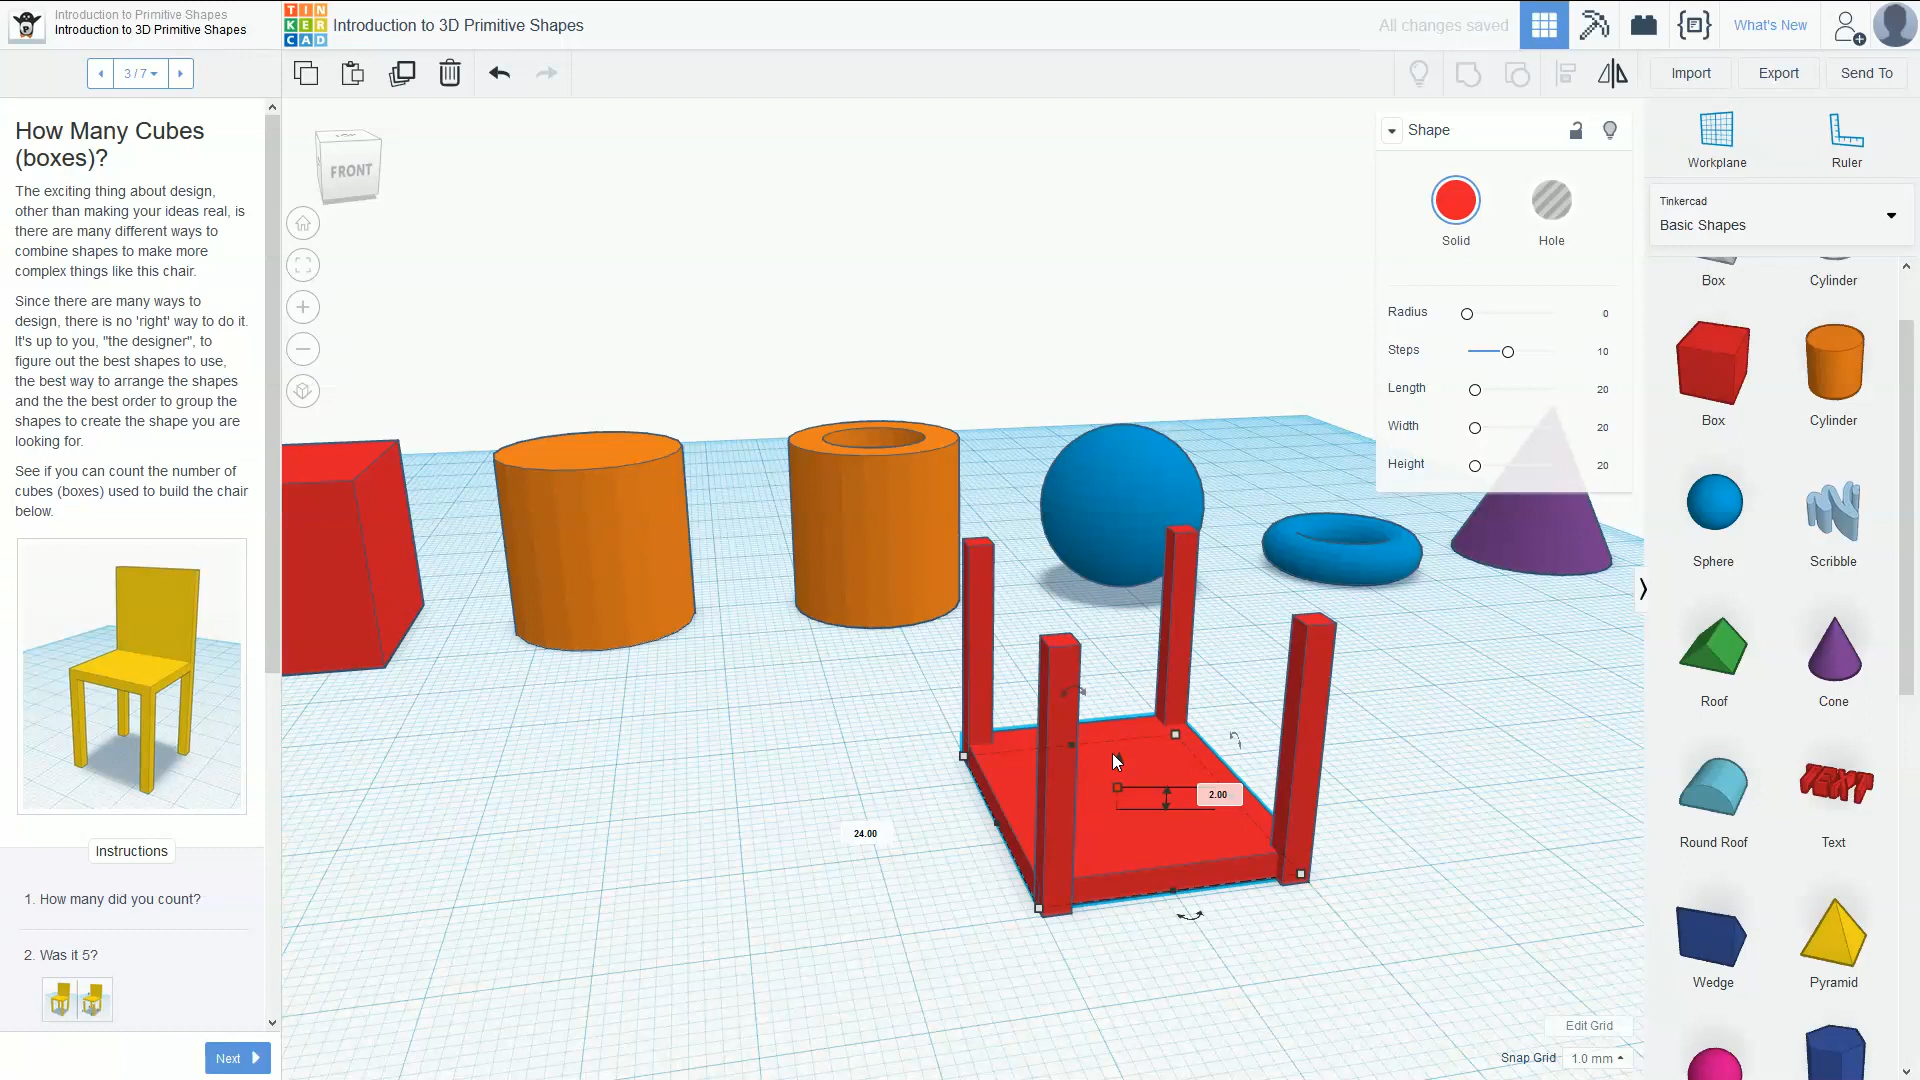 Introduction to Primitive Shapes
Introduction to 3D Primitive Shapes
TIN
KER
CAD
Introduction to 3D Primitive Shapes
All changes saved
What's New
3 / 7
Import
Export
Send To
How Many Cubes
(boxes)?
The exciting thing about design,
other than making your ideas real, is
there are many different ways to
combine shapes to make more
complex things like this chair.
Since there are many ways to
design, there is no 'right' way to do it.
It's up to you, "the designer", to
figure out the best shapes to use,
the best way to arrange the shapes
and the the best order to group the
shapes to create the shape you are
looking for.
See if you can count the number of
cubes (boxes) used to build the chair
below.
Instructions
1. How many did you count?
2. Was it 5?
Next
FRONT
24.00
2.00
Shape
Solid
Hole
Radius
0
Steps
10
Length
20
Width
20
Height
20
Edit Grid
Snap Grid
1.0 mm
Workplane
Ruler
Tinkercad
Basic Shapes
Box
Cylinder
Box
Cylinder
Sphere
Scribble
Roof
Cone
TEXT
Round Roof
Text
Wedge
Pyramid